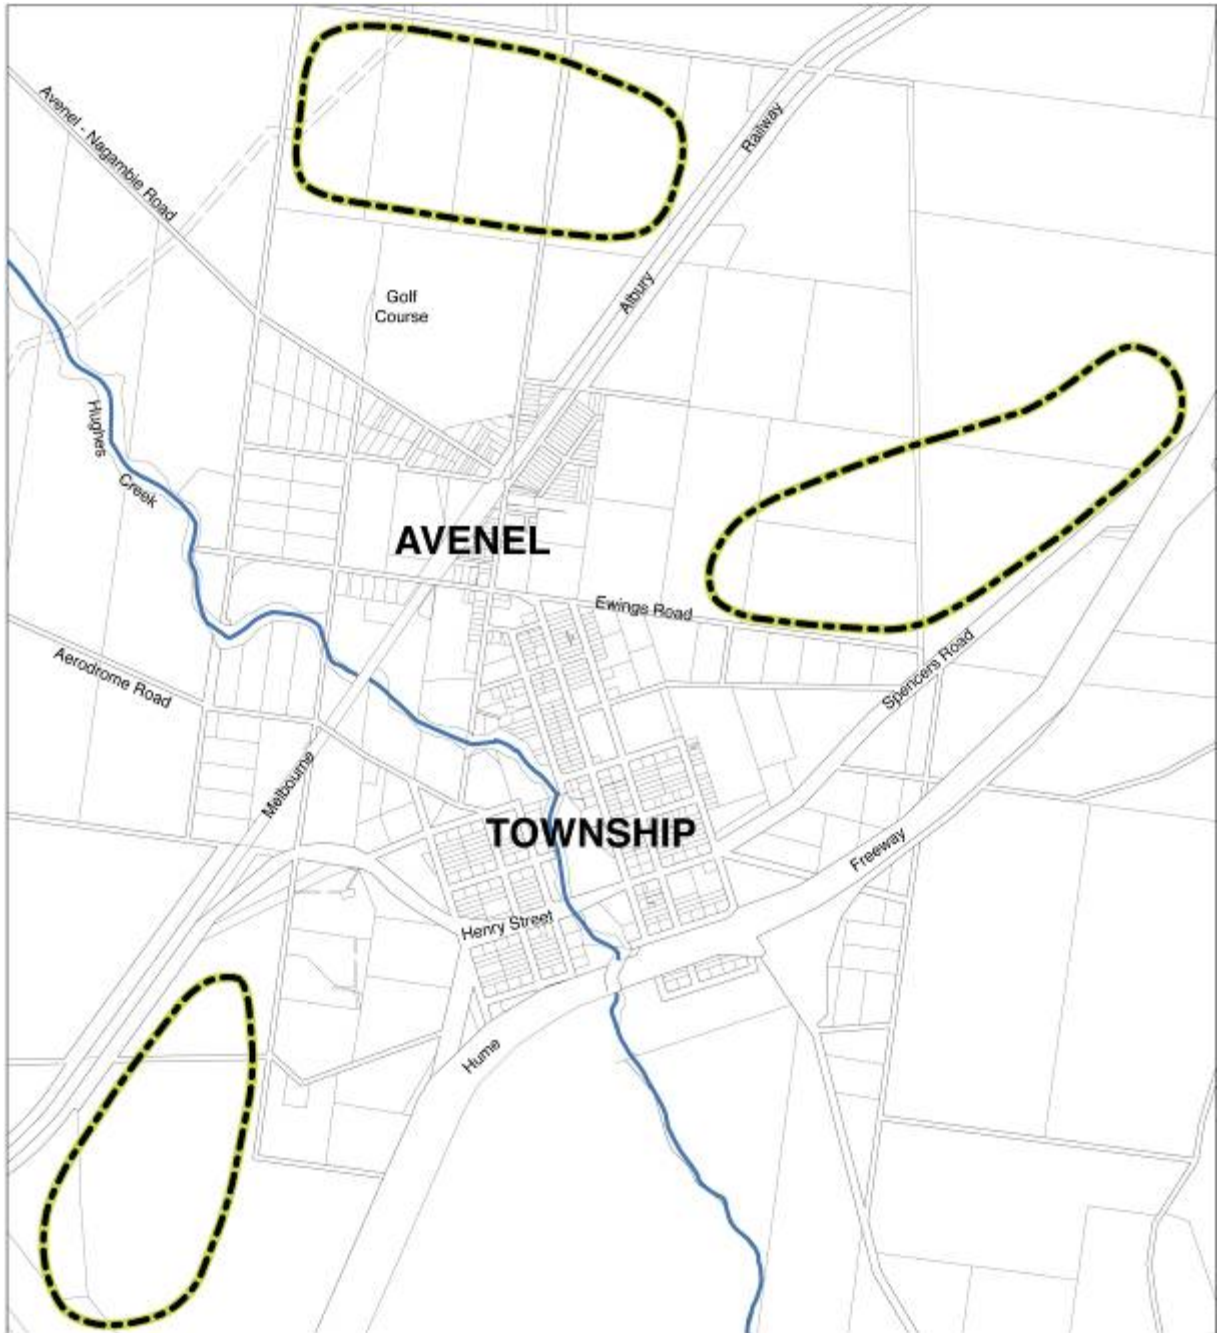 Avenel - Nagambie Road
Railway
Albury
Golf
Course
Hughes
Creek
AVENEL
Ewings Road
Aerodrome Road
Spencers Road
Melbourne
TOWNSHIP
Freeway
Henry Street
Hume